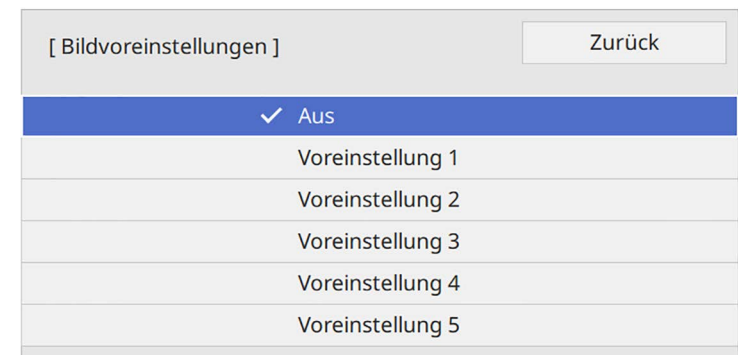 [ Bildvoreinstellungen ]
Zurück
Aus
Voreinstellung 1
Voreinstellung 2
Voreinstellung 3
Voreinstellung 4
Voreinstellung 5